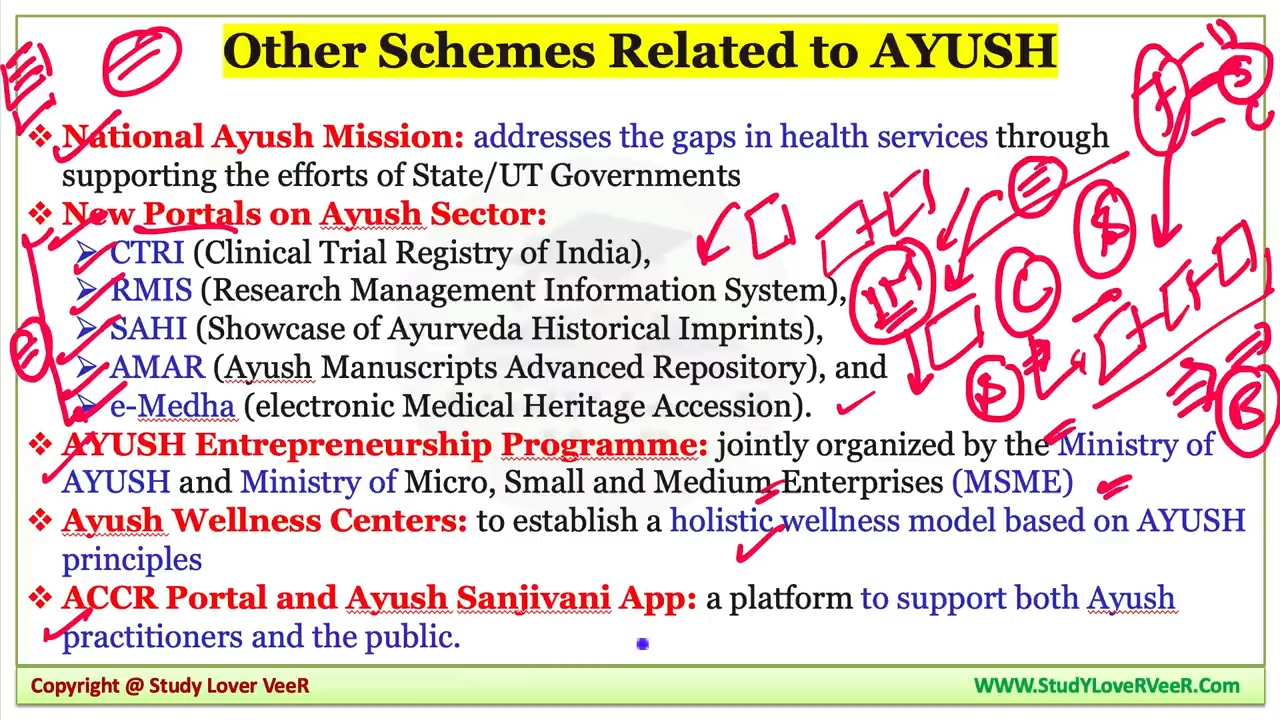 Other Schemes Related to AYUSH
❖ National Ayush Mission: addresses the gaps in health services through
supporting the efforts of State/UT Governments
❖ New Portals on Ayush Sector:
➢ CTRI (Clinical Trial Registry of India),
➢ RMIS (Research Management Information System),
➢ SAHI (Showcase of Ayurveda Historical Imprints),
➢ AMAR (Ayush Manuscripts Advanced Repository), and
➢ e-Medha (electronic Medical Heritage Accession).
❖ AYUSH Entrepreneurship Programme: jointly organized by the Ministry of
AYUSH and Ministry of Micro, Small and Medium Enterprises (MSME)
❖ Ayush Wellness Centers: to establish a holistic wellness model based on AYUSH
principles
❖ ACCR Portal and Ayush Sanjivani App: a platform to support both Ayush
practitioners and the public.
Copyright @ Study Lover VeeR
WWW.StudYLoveRVeeR.Com